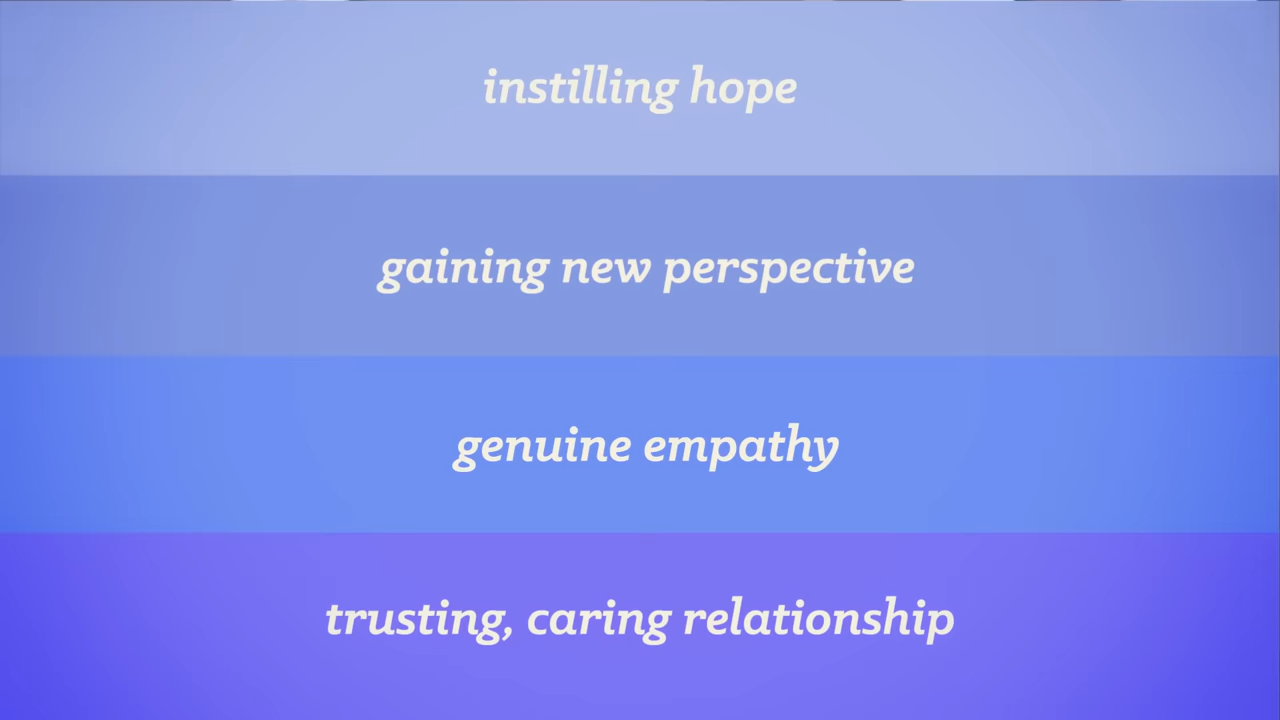 instilling hope
gaining new perspective
genuine empathy
trusting, caring relationship